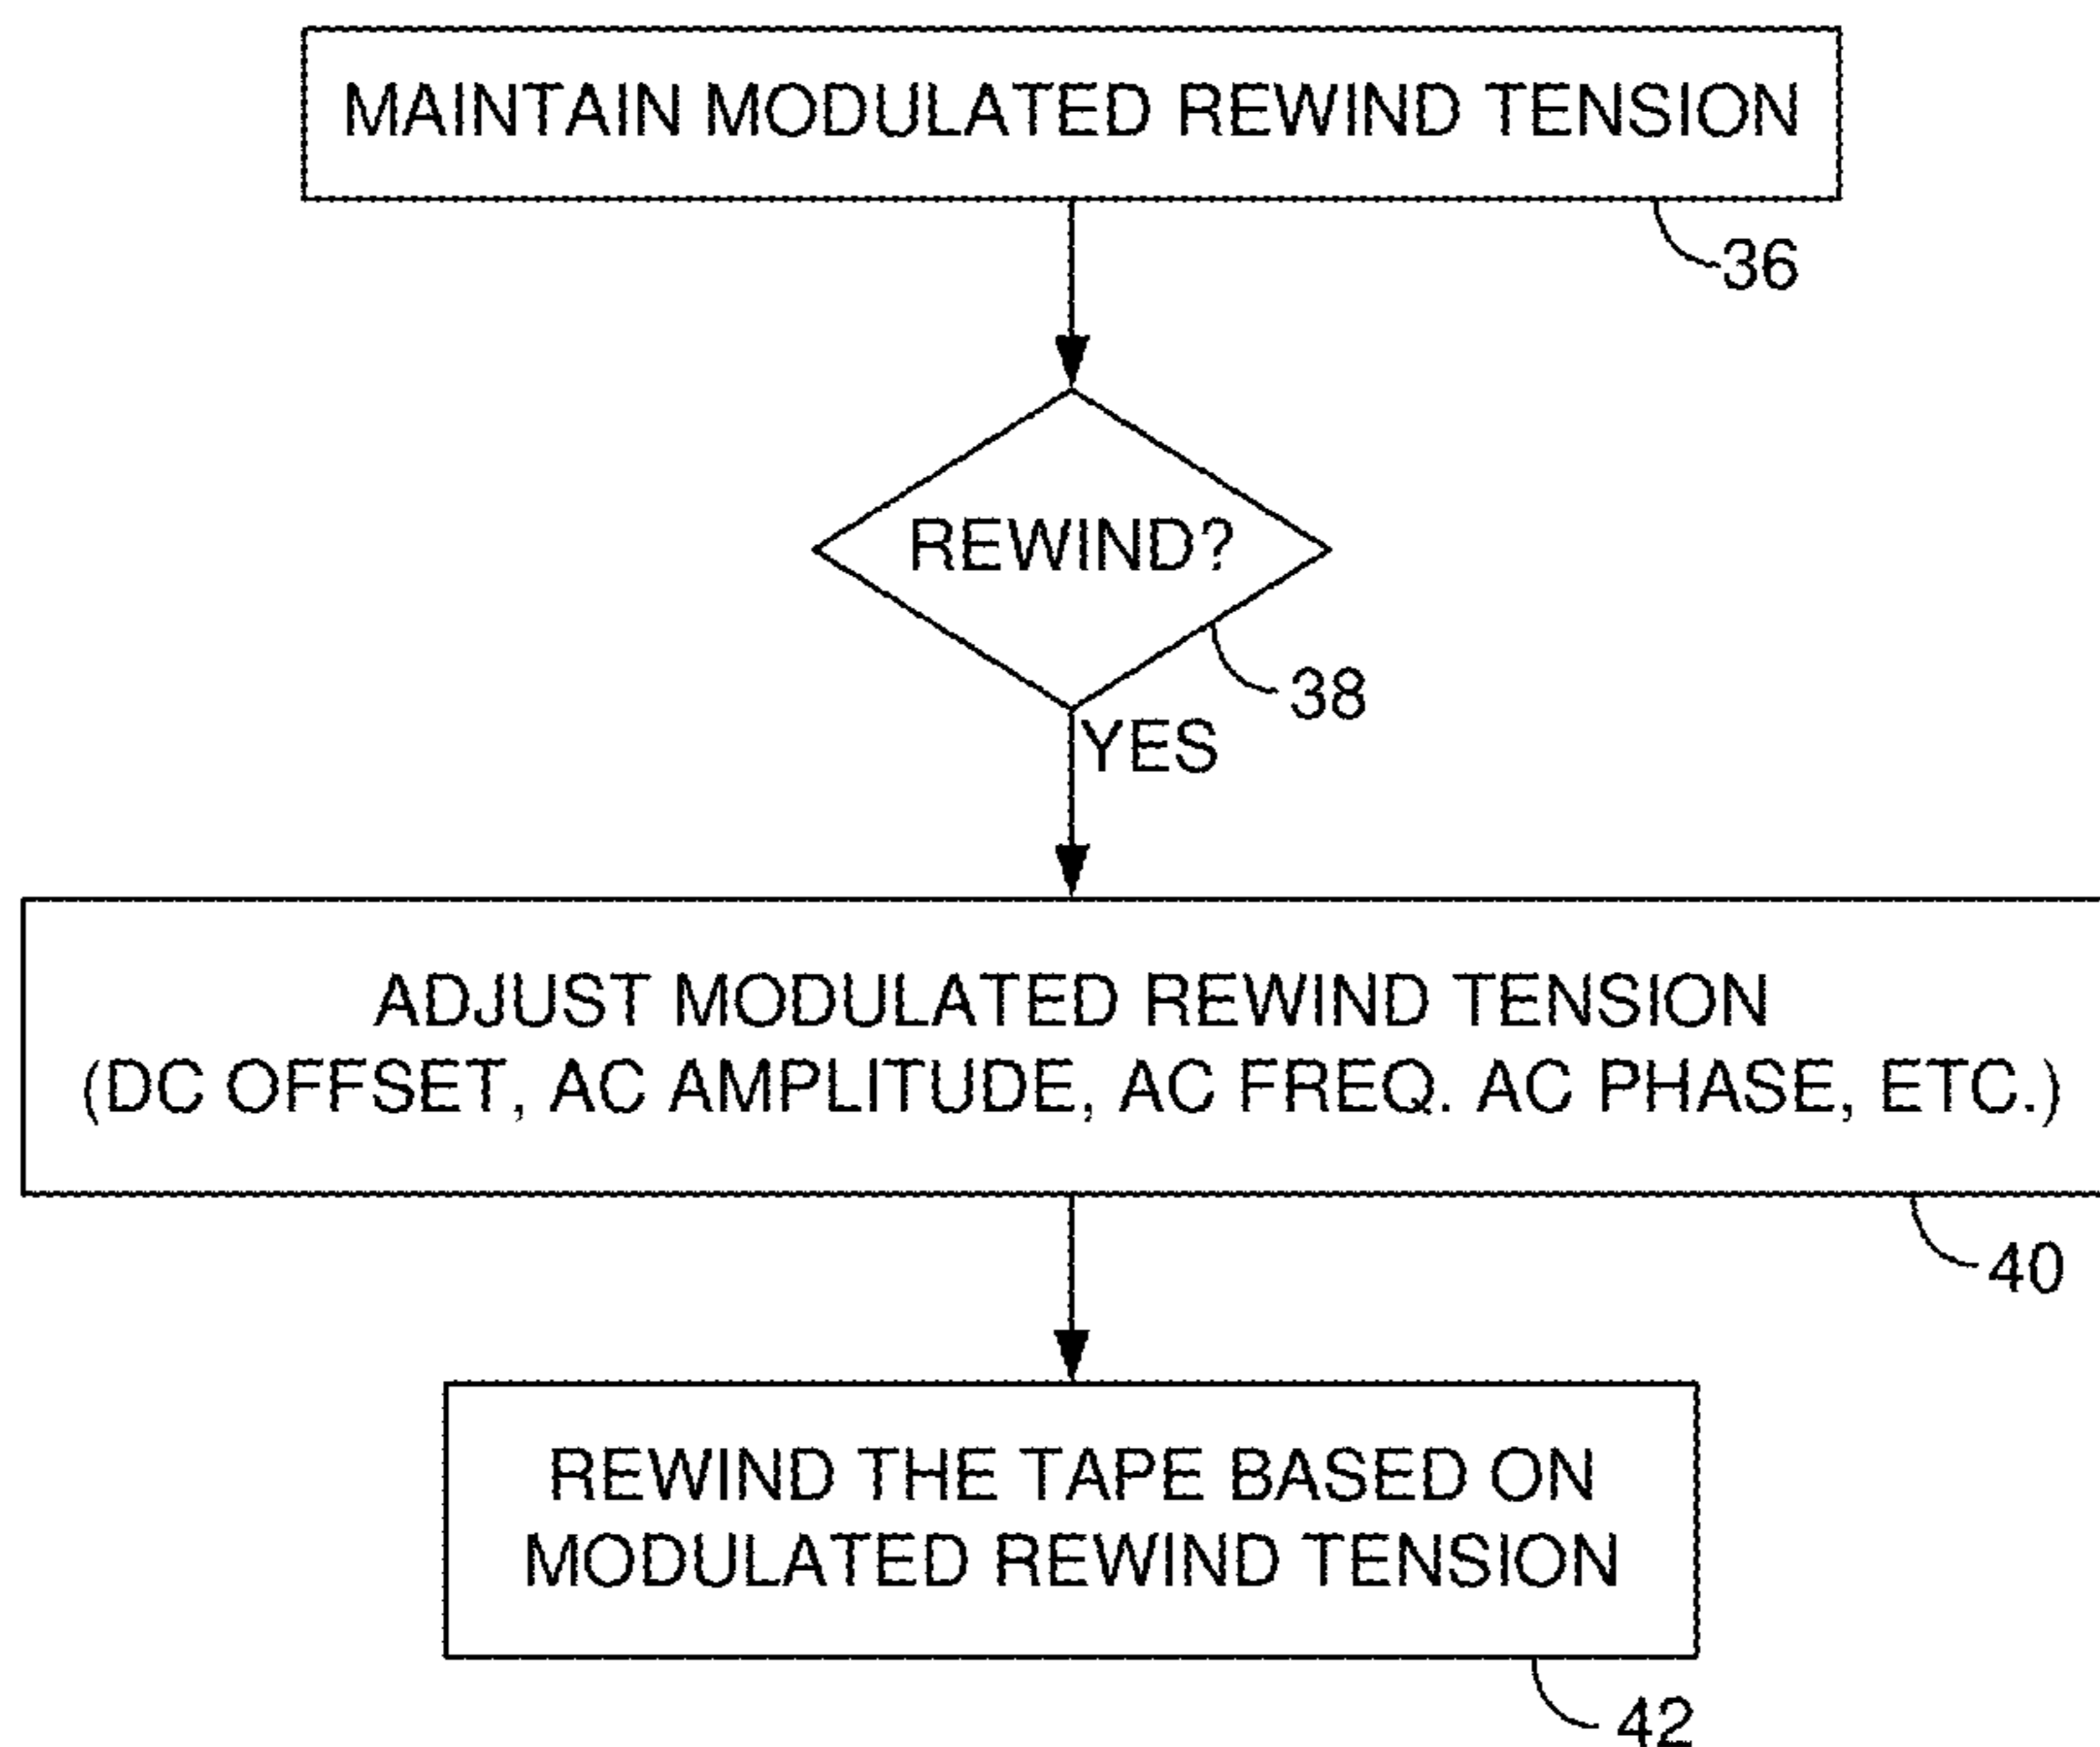 MAINTAIN MODULATED REWIND TENSION
36
REWIND?
38
YES
ADJUST MODULATED REWIND TENSION
(DC OFFSET, AC AMPLITUDE, AC FREQ. AC PHASE, ETC.)
40
REWIND THE TAPE BASED ON
MODULATED REWIND TENSION
42